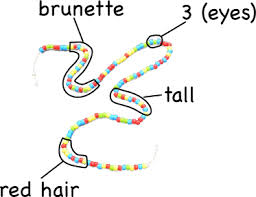 brunette
3 (eyes)
tall
red hair